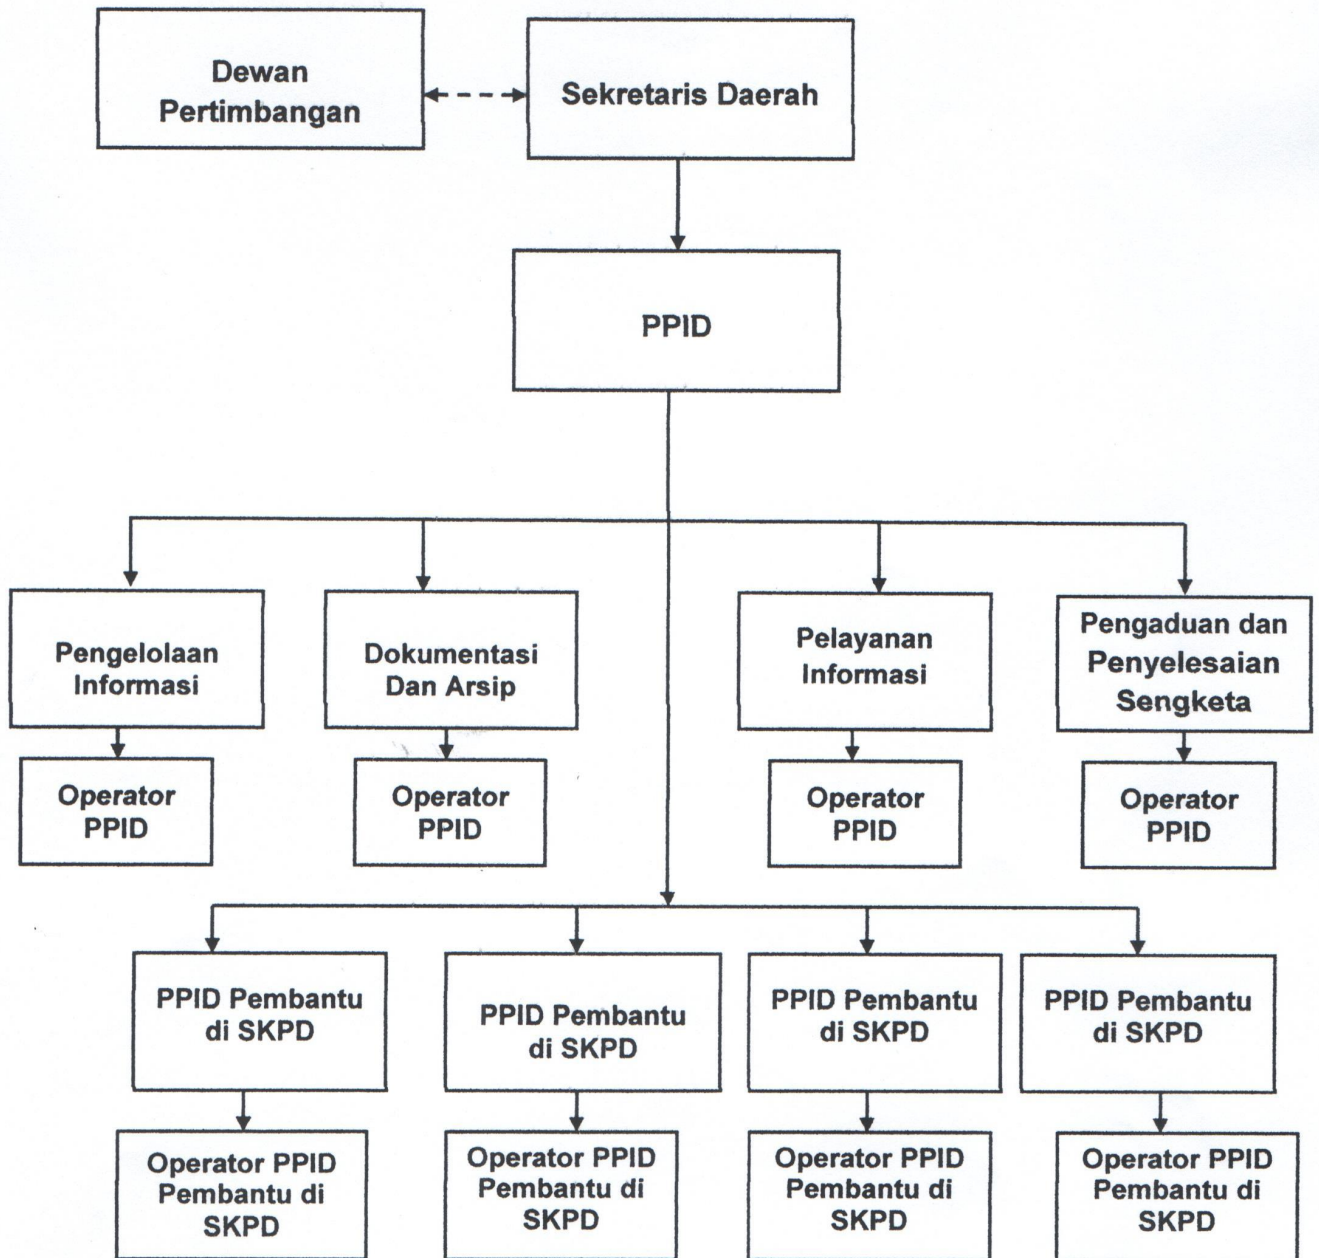 Dewan
Pertimbangan
Sekretaris Daerah
PPID
Pengelolaan
Informasi
Dokumentasi
Dan Arsip
Pelayanan
Informasi
Pengaduan dan
Penyelesaian
Sengketa
Operator
PPID
Operator
PPID
Operator
PPID
Operator
PPID
PPID Pembantu
di SKPD
PPID Pembantu
di SKPD
PPID Pembantu
di SKPD
PPID Pembantu
di SKPD
Operator PPID
Pembantu di
SKPD
Operator PPID
Pembantu di
SKPD
Operator PPID
Pembantu di
SKPD
Operator PPID
Pembantu di
SKPD